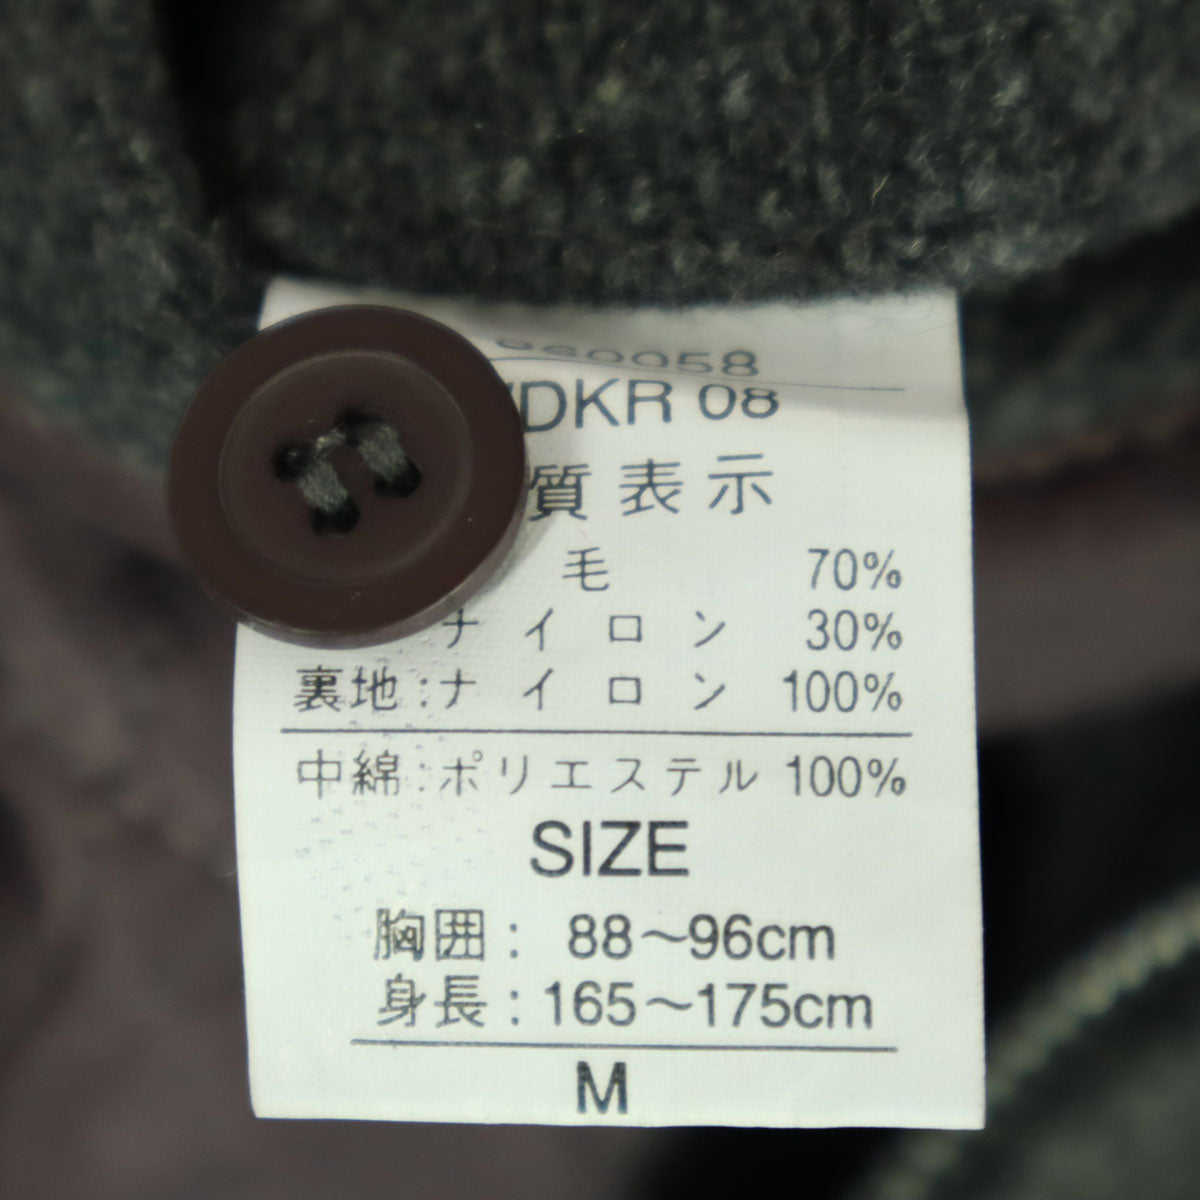 DKR 08
質表示
毛 70%
ナイロン 30%
裏地:ナイロン 100%
中綿:ポリエステル 100%
SIZE
胸囲: 88〜96cm
身長: 165〜175cm
M